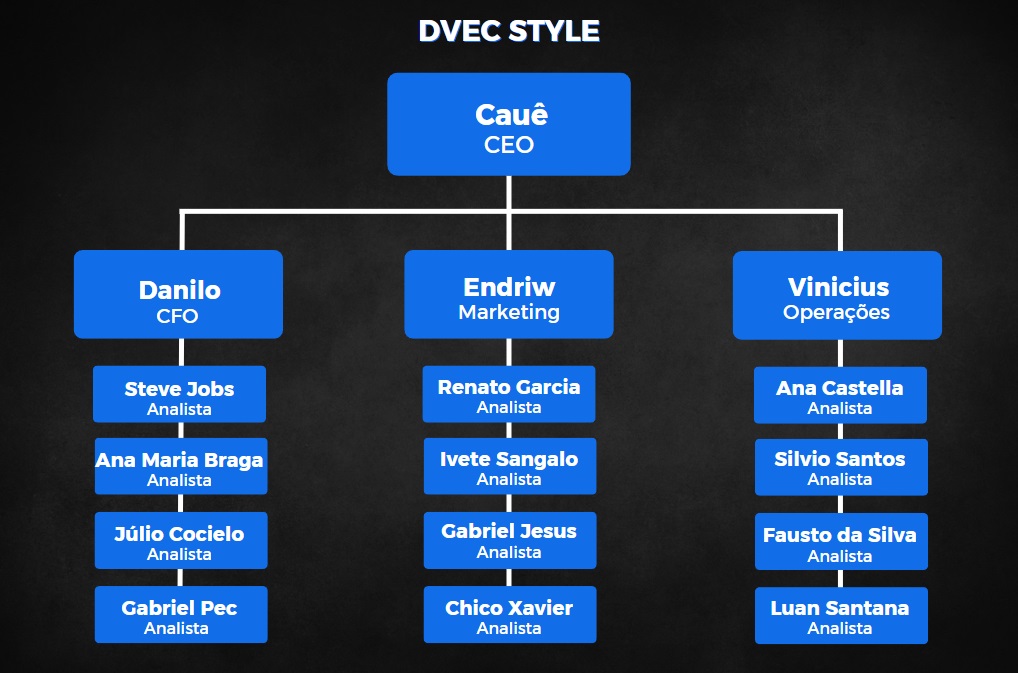 DVEC STYLE
Cauê
CEO
Danilo
CFO
Endriw
Marketing
Vinicius
Operações
Steve Jobs
Analista
Renato Garcia
Analista
Ana Castella
Analista
Ana Maria Braga
Analista
Ivete Sangalo
Analista
Silvio Santos
Analista
Júlio Cocielo
Analista
Gabriel Jesus
Analista
Fausto da Silva
Analista
Gabriel Pec
Analista
Chico Xavier
Analista
Luan Santana
Analista